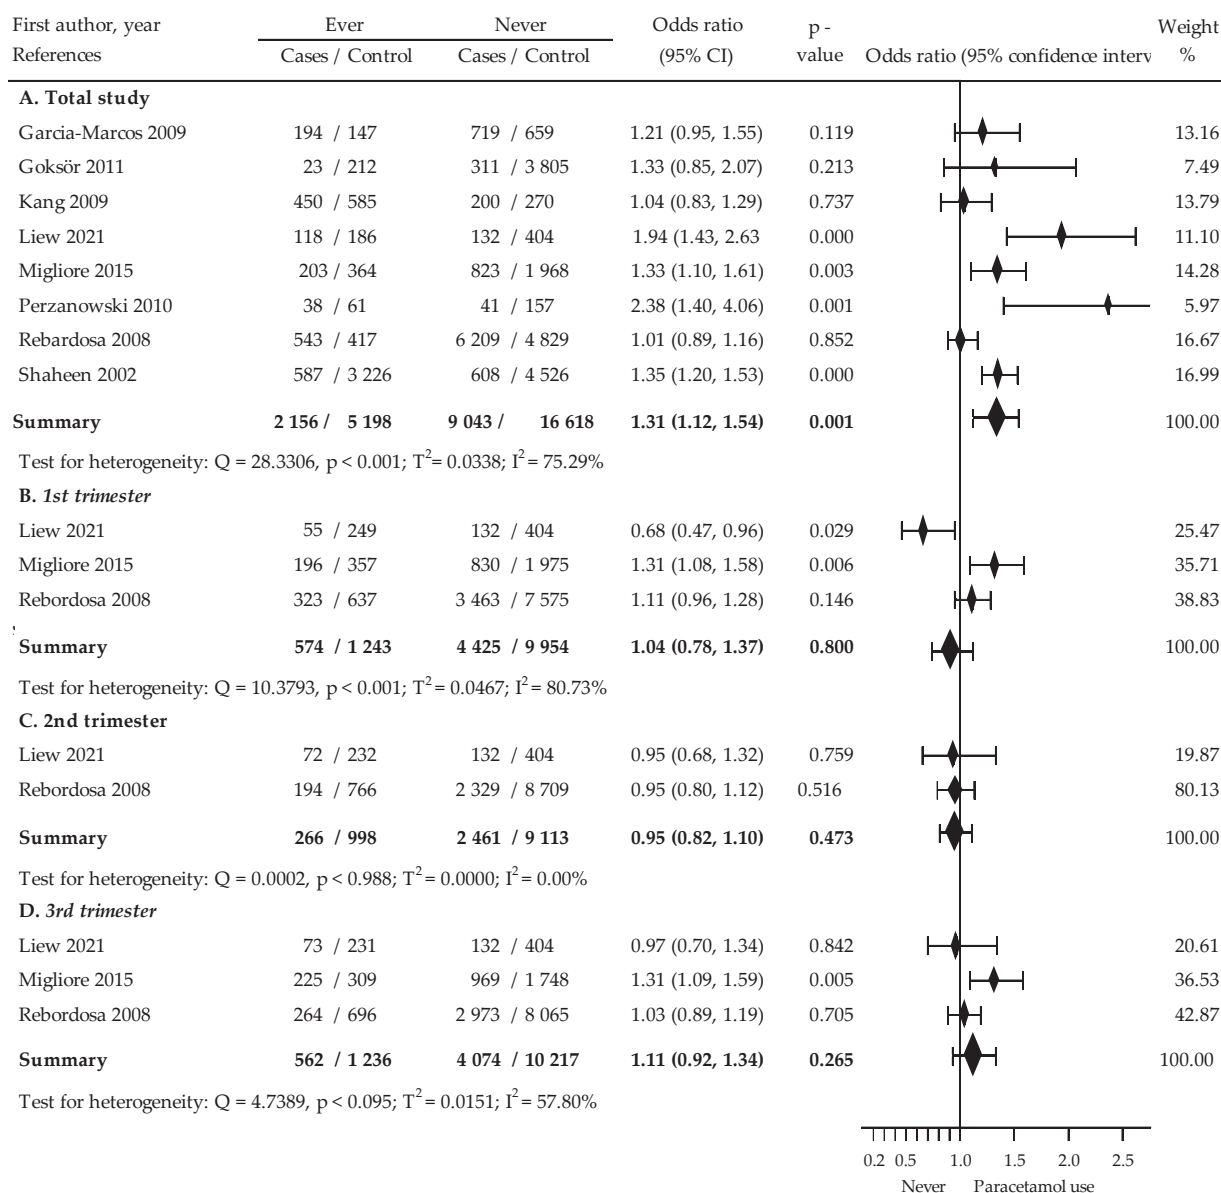 First author, year Ever Never Odds ratio p - Weight
References Cases / Control Cases / Control (95% CI) value Odds ratio (95% confidence interv %
A. Total study
Garcia-Marcos 2009 194 / 147 719 / 659 1.21 (0.95, 1.55) 0.119 13.16
Goksör 2011 23 / 212 311 / 3 805 1.33 (0.85, 2.07) 0.213 7.49
Kang 2009 450 / 585 200 / 270 1.04 (0.83, 1.29) 0.737 13.79
Liew 2021 118 / 186 132 / 404 1.94 (1.43, 2.63 0.000 11.10
Migliore 2015 203 / 364 823 / 1 968 1.33 (1.10, 1.61) 0.003 14.28
Perzanowski 2010 38 / 61 41 / 157 2.38 (1.40, 4.06) 0.001 5.97
Rebardosa 2008 543 / 417 6 209 / 4 829 1.01 (0.89, 1.16) 0.852 16.67
Shaheen 2002 587 / 3 226 608 / 4 526 1.35 (1.20, 1.53) 0.000 16.99
Summary 2 156 / 5 198 9 043 / 16 618 1.31 (1.12, 1.54) 0.001 100.00
Test for heterogeneity: Q = 28.3306, p < 0.001; T²= 0.0338; I² = 75.29%
B. 1st trimester
Liew 2021 55 / 249 132 / 404 0.68 (0.47, 0.96) 0.029 25.47
Migliore 2015 196 / 357 830 / 1 975 1.31 (1.08, 1.58) 0.006 35.71
Rebordosa 2008 323 / 637 3 463 / 7 575 1.11 (0.96, 1.28) 0.146 38.83
Summary 574 / 1 243 4 425 / 9 954 1.04 (0.78, 1.37) 0.800 100.00
Test for heterogeneity: Q = 10.3793, p < 0.001; T² = 0.0467; I² = 80.73%
C. 2nd trimester
Liew 2021 72 / 232 132 / 404 0.95 (0.68, 1.32) 0.759 19.87
Rebordosa 2008 194 / 766 2 329 / 8 709 0.95 (0.80, 1.12) 0.516 80.13
Summary 266 / 998 2 461 / 9 113 0.95 (0.82, 1.10) 0.473 100.00
Test for heterogeneity: Q = 0.0002, p < 0.988; T² = 0.0000; I² = 0.00%
D. 3rd trimester
Liew 2021 73 / 231 132 / 404 0.97 (0.70, 1.34) 0.842 20.61
Migliore 2015 225 / 309 969 / 1 748 1.31 (1.09, 1.59) 0.005 36.53
Rebordosa 2008 264 / 696 2 973 / 8 065 1.03 (0.89, 1.19) 0.705 42.87
Summary 562 / 1 236 4 074 / 10 217 1.11 (0.92, 1.34) 0.265 100.00
Test for heterogeneity: Q = 4.7389, p < 0.095; T² = 0.0151; I² = 57.80%
0.2 0.5 1.0 1.5 2.0 2.5
Never Paracetamol use